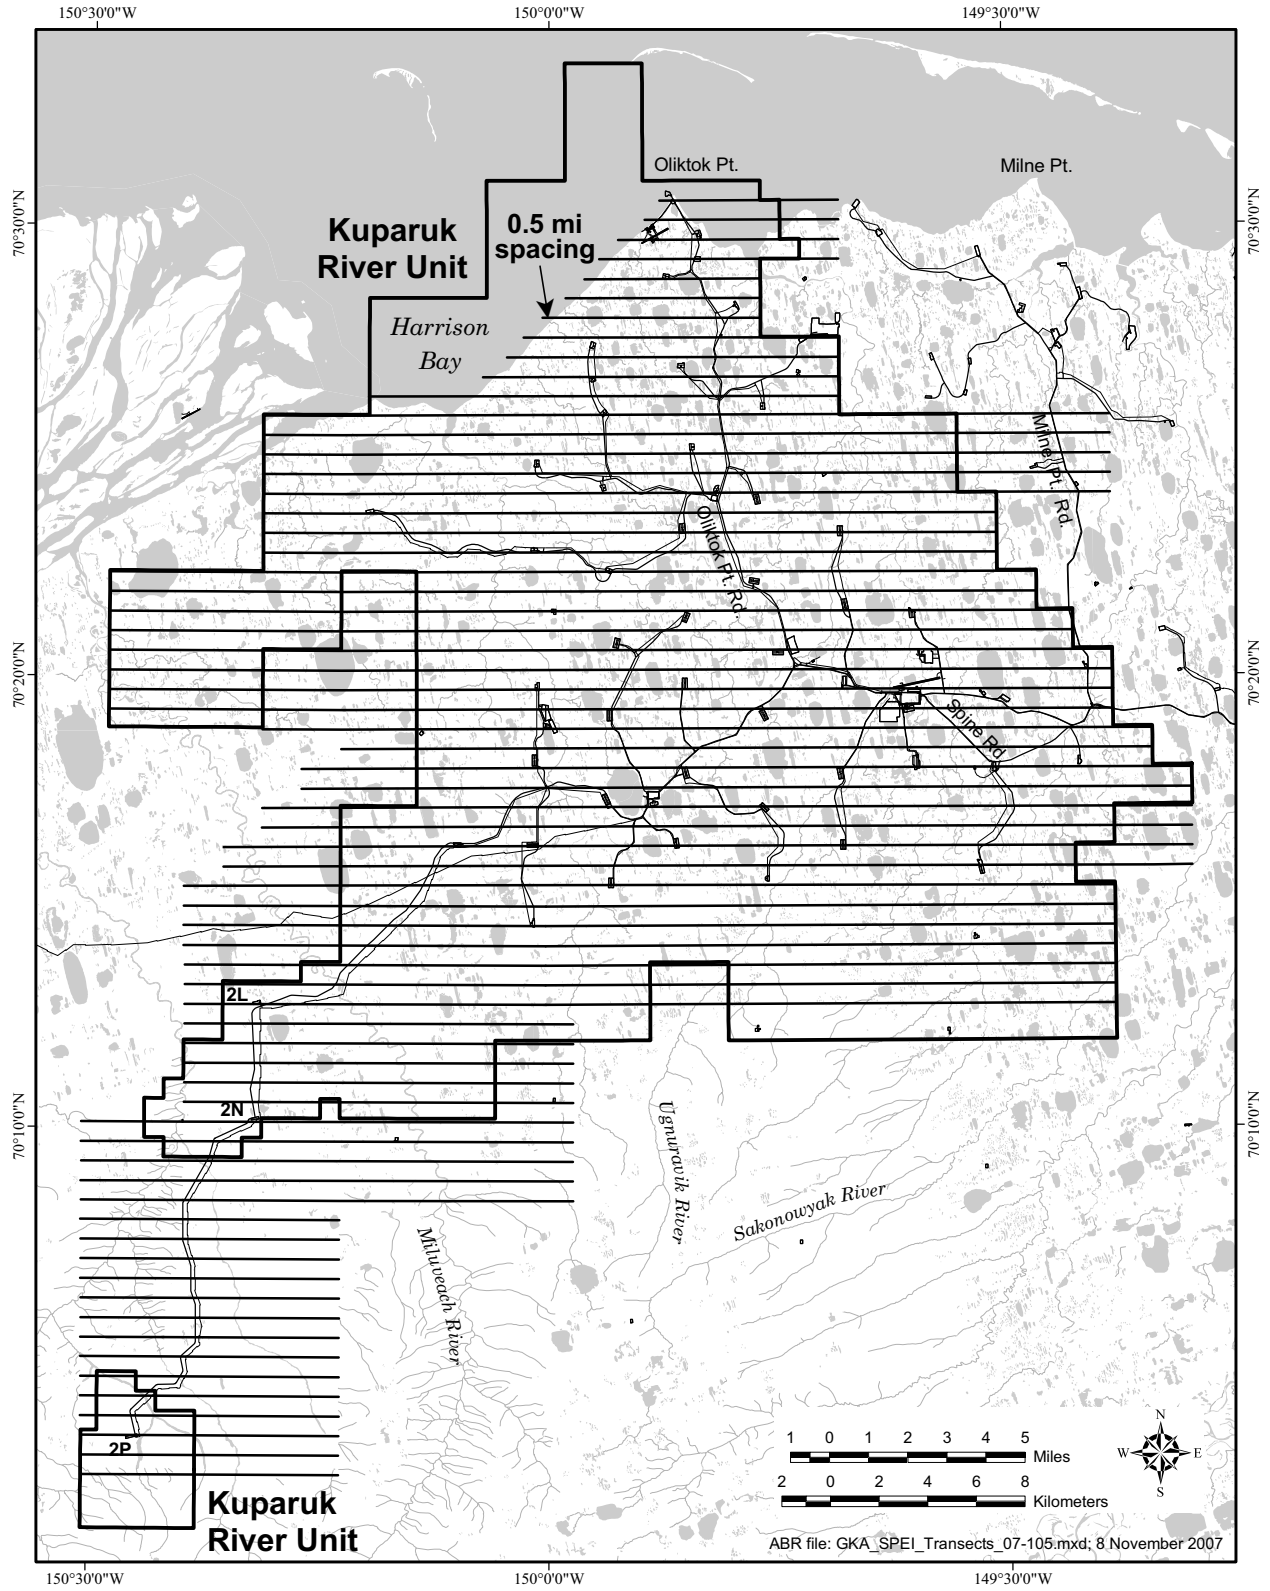 150°30'0"W
150°0'0"W
149°30'0"W
Oliktok Pt.
Milne Pt.
70°30'0"N
70°30'0"N
Kuparuk
River Unit
0.5 mi
spacing
Harrison
Bay
Milne Pt. Rd.
Oliktok Pt. Rd.
70°20'0"N
70°20'0"N
Spine Rd
2L
2N
70°10'0"N
70°10'0"N
Ugnuravik River
Sakonowyak River
Miluveach River
2P
Kuparuk
River Unit
1 0 1 2 3 4 5
Miles
2 0 2 4 6 8
Kilometers
N
W E
S
ABR file: GKA_SPEI_Transects_07-105.mxd; 8 November 2007
150°30'0"W
150°0'0"W
149°30'0"W